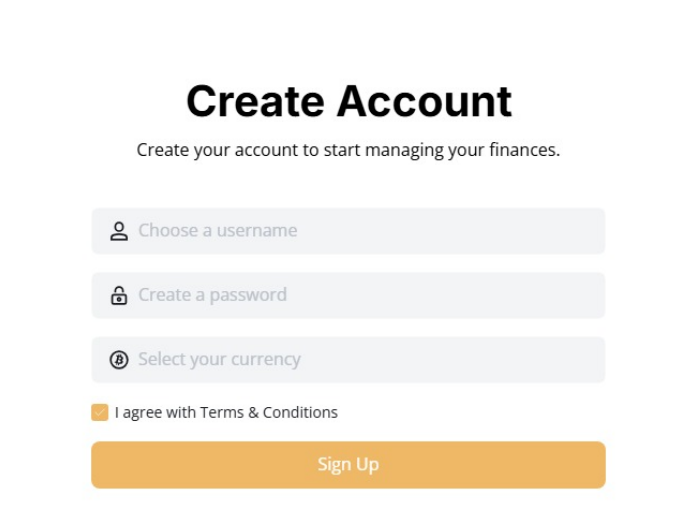 Create Account
Create your account to start managing your finances.
Choose a username
Create a password
Select your currency
I agree with Terms & Conditions
Sign Up